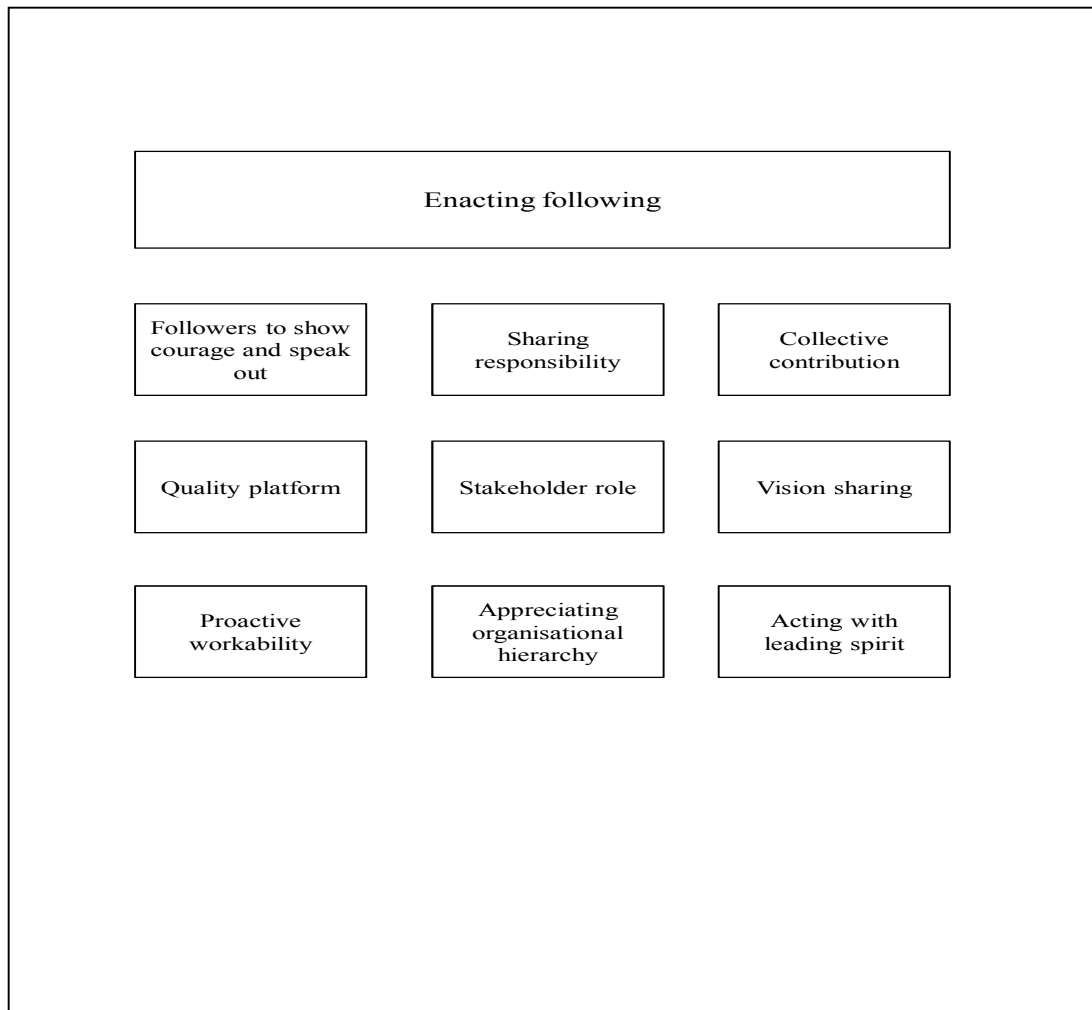 Enacting following
Followers to show
courage and speak
out
Sharing
responsibility
Collective
contribution
Quality platform
Stakeholder role
Vision sharing
Proactive
workability
Appreciating
organisational
hierarchy
Acting with
leading spirit